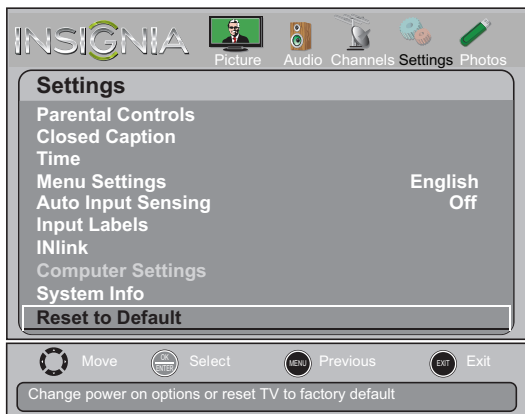 INSIGNIA
Picture Audio Channels Settings Photos
Settings
Parental Controls
Closed Caption
Time
Menu Settings English
Auto Input Sensing Off
Input Labels
INlink
Computer Settings
System Info
Reset to Default
Move OK ENTER Select MENU Previous EXIT Exit
Change power on options or reset TV to factory default